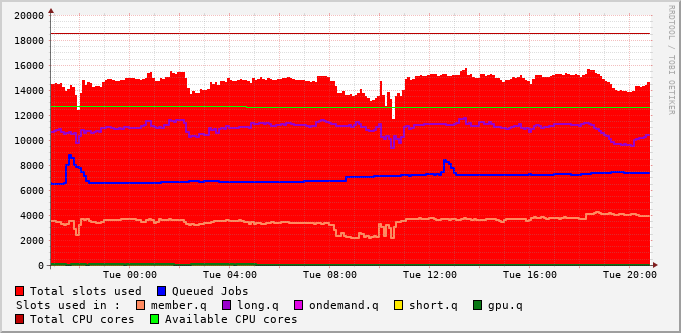 20000
18000
16000
14000
12000
10000
8000
6000
4000
2000
0
Tue 00:00 Tue 04:00 Tue 08:00 Tue 12:00 Tue 16:00 Tue 20:00
RRDTOOL / TOBI OETIKER
Total slots used Queued Jobs
Slots used in : member.q long.q ondemand.q short.q gpu.q
Total CPU cores Available CPU cores